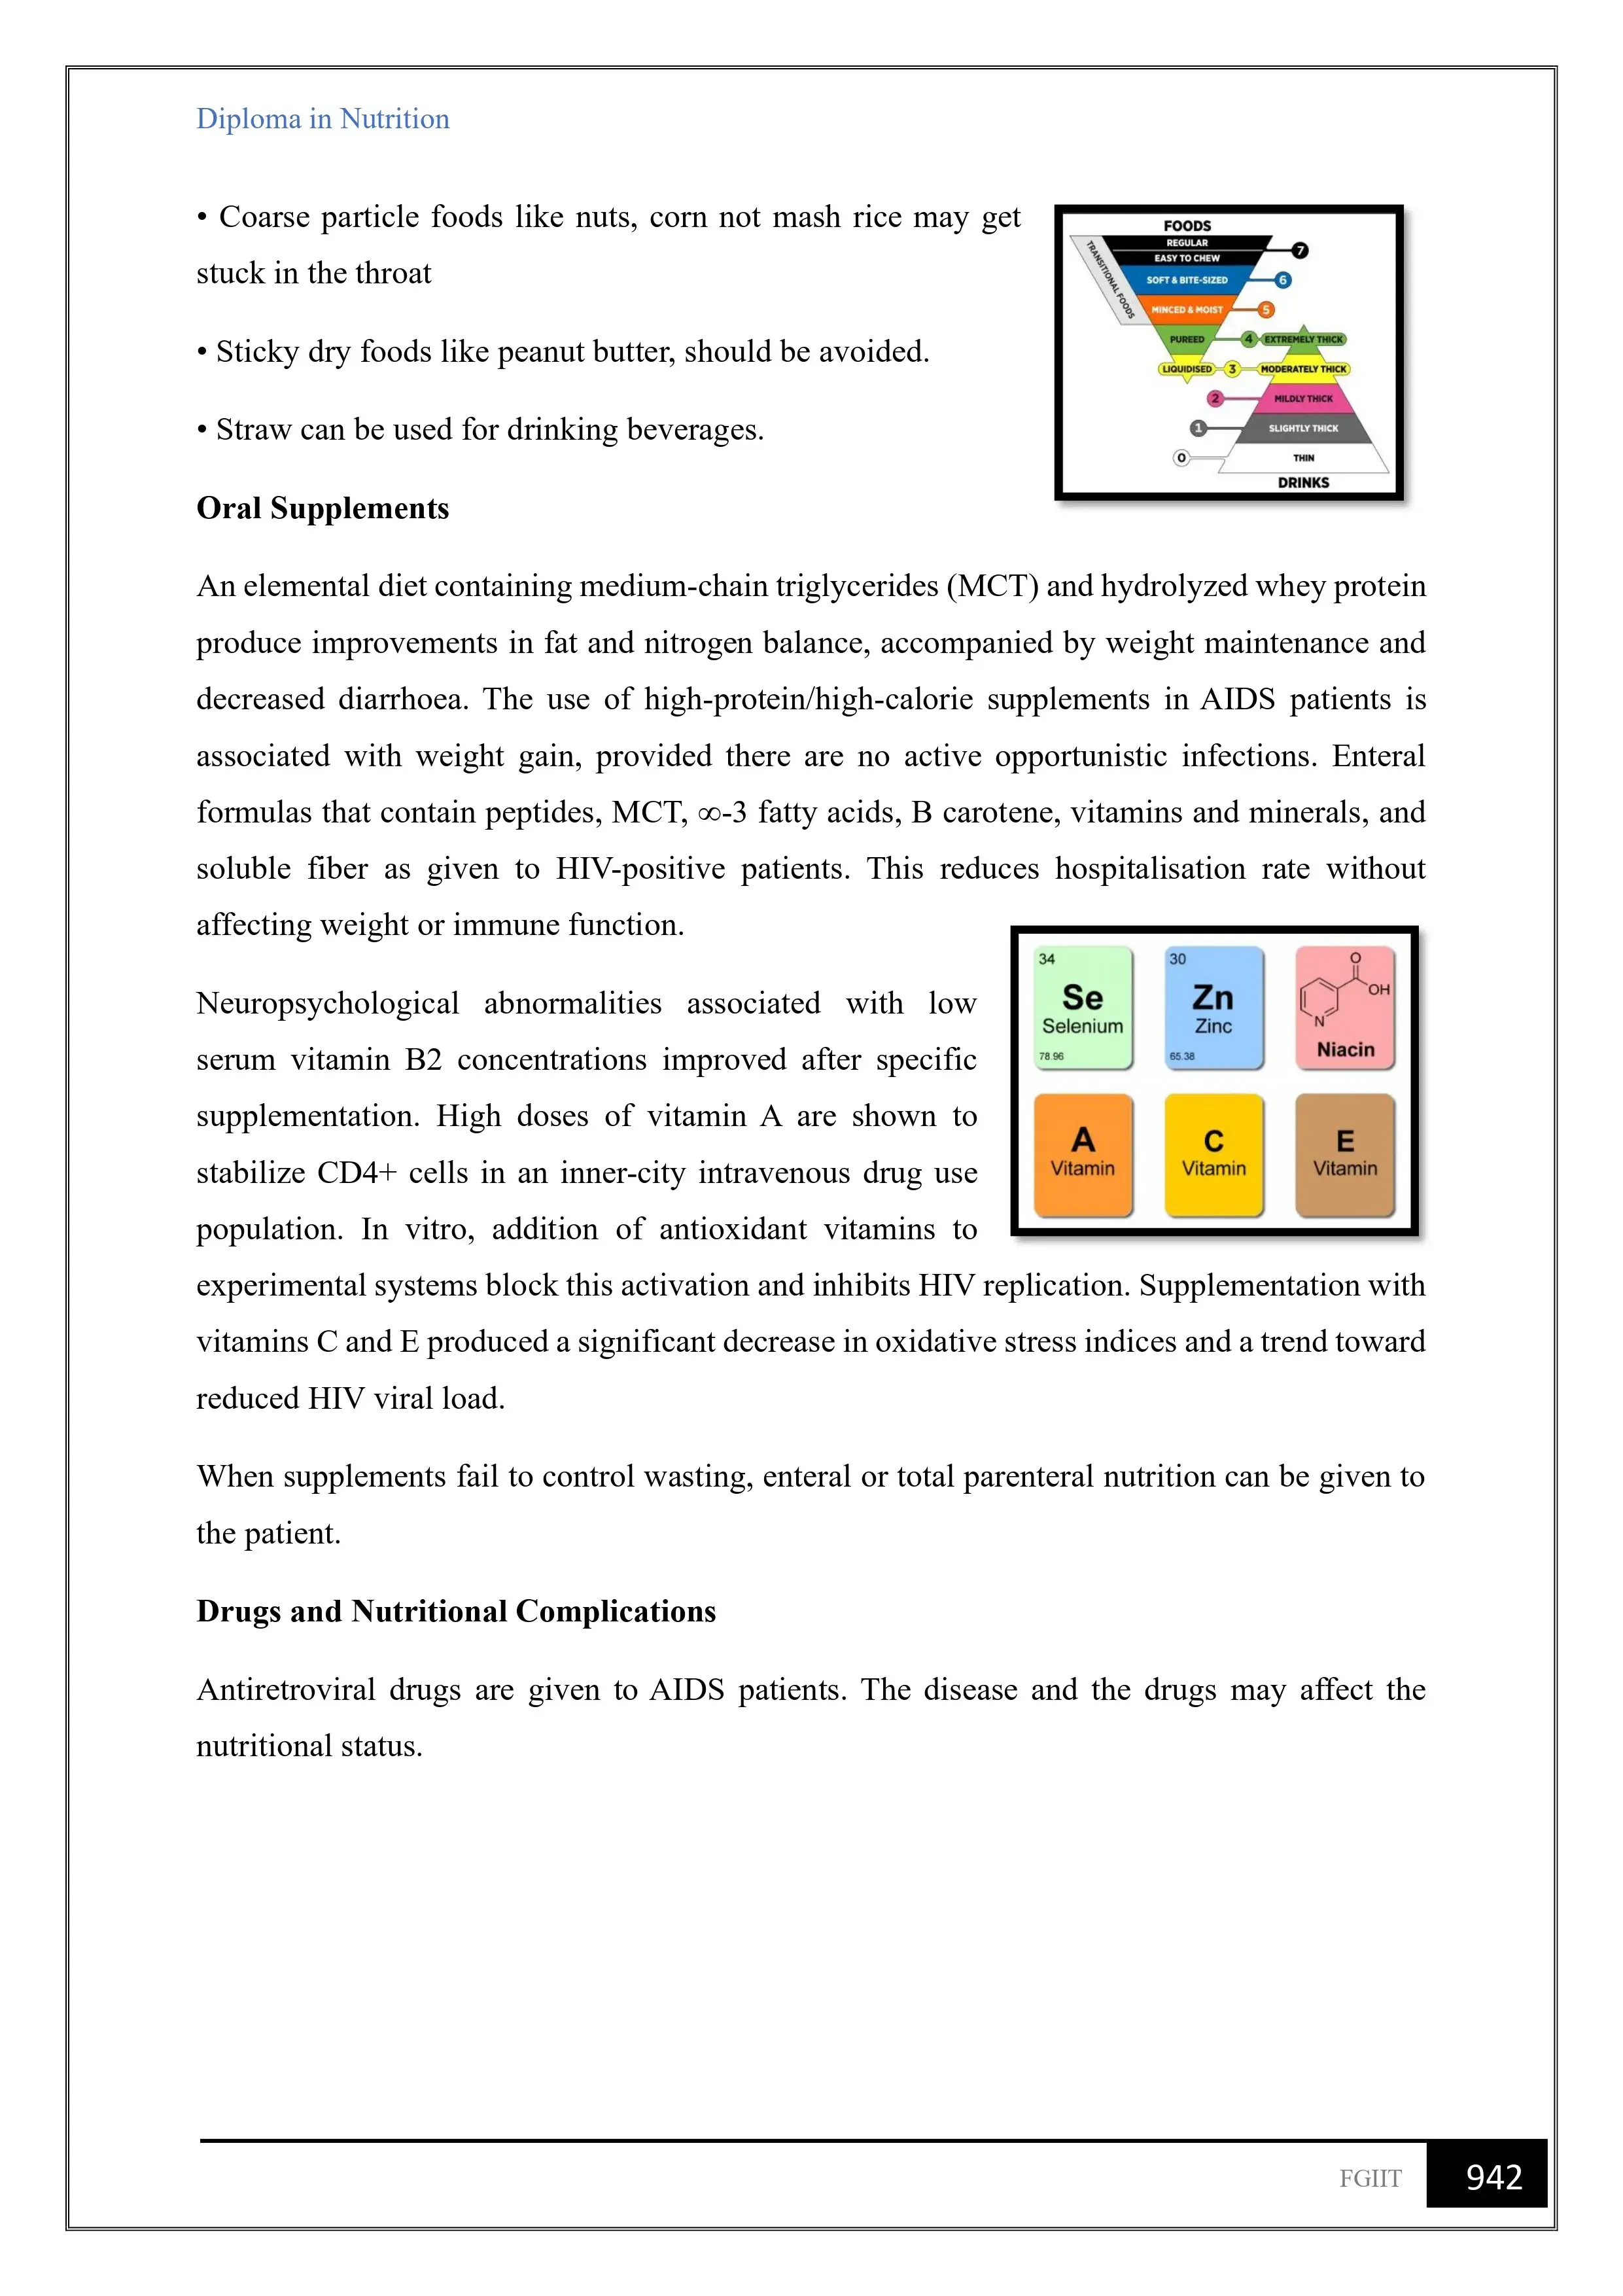 Diploma in Nutrition
• Coarse particle foods like nuts, corn not mash rice may get
stuck in the throat
• Sticky dry foods like peanut butter, should be avoided.
• Straw can be used for drinking beverages.
FOODS
TRANSITIONAL FOODS
REGULAR
EASY TO CHEW
7
SOFT & BITE-SIZED
6
MINCED & MOIST
5
PUREED
4
EXTREMELY THICK
LIQUIDISED
3
MODERATELY THICK
2
MILDLY THICK
1
SLIGHTLY THICK
0
THIN
DRINKS
Oral Supplements
An elemental diet containing medium-chain triglycerides (MCT) and hydrolyzed whey protein
produce improvements in fat and nitrogen balance, accompanied by weight maintenance and
decreased diarrhoea. The use of high-protein/high-calorie supplements in AIDS patients is
associated with weight gain, provided there are no active opportunistic infections. Enteral
formulas that contain peptides, MCT, ∞-3 fatty acids, B carotene, vitamins and minerals, and
soluble fiber as given to HIV-positive patients. This reduces hospitalisation rate without
affecting weight or immune function.
34
Se
Selenium
78.96
30
Zn
Zinc
65.38
O
OH
N
Niacin
A
Vitamin
C
Vitamin
E
Vitamin
Neuropsychological abnormalities associated with low
serum vitamin B2 concentrations improved after specific
supplementation. High doses of vitamin A are shown to
stabilize CD4+ cells in an inner-city intravenous drug use
population. In vitro, addition of antioxidant vitamins to
experimental systems block this activation and inhibits HIV replication. Supplementation with
vitamins C and E produced a significant decrease in oxidative stress indices and a trend toward
reduced HIV viral load.
When supplements fail to control wasting, enteral or total parenteral nutrition can be given to
the patient.
Drugs and Nutritional Complications
Antiretroviral drugs are given to AIDS patients. The disease and the drugs may affect the
nutritional status.
FGIIT
942